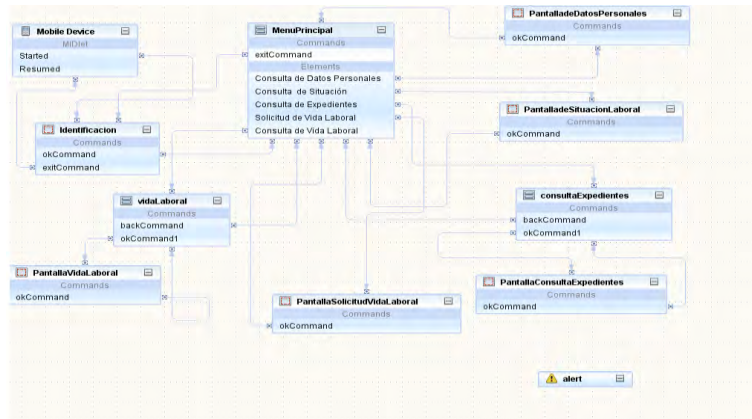 Mobile Device
MIDlet
Started
Resumed
MenuPrincipal
Commands
exitCommand
Elements
Consulta de Datos Personales
Consulta de Situación
Consulta de Expedientes
Solicitud de Vida Laboral
Consulta de Vida Laboral
PantalladeDatosPersonales
Commands
okCommand
PantalladeSituacionLaboral
Commands
okCommand
Identificacion
Commands
okCommand
exitCommand
vidaLaboral
Commands
backCommand
okCommand1
consultaExpedientes
Commands
backCommand
okCommand1
PantallaVidaLaboral
Commands
okCommand
PantallaSolicitudVidaLaboral
Commands
okCommand
PantallaConsultaExpedientes
Commands
okCommand
alert